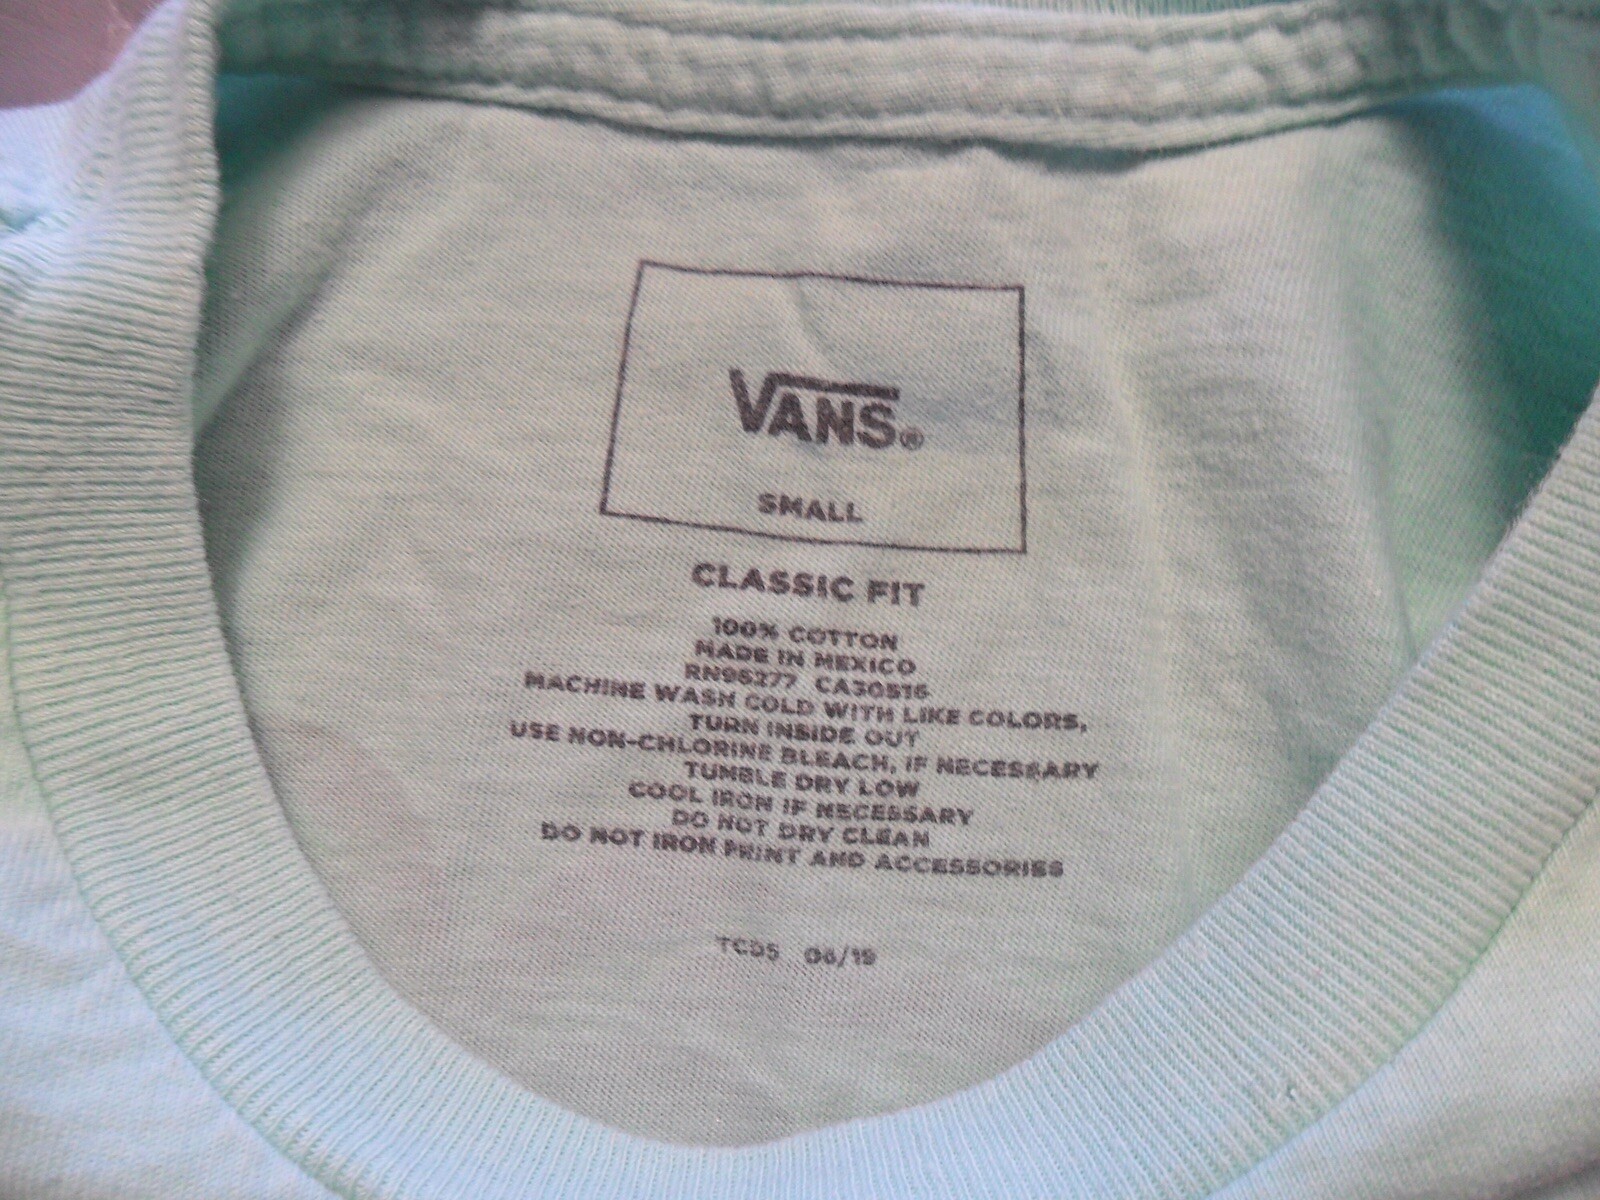 VANS®
SMALL
CLASSIC FIT
100% COTTON
MADE IN MEXICO
RN96277 CA30516
MACHINE WASH COLD WITH LIKE COLORS,
TURN INSIDE OUT
USE NON-CHLORINE BLEACH, IF NECESSARY
TUMBLE DRY LOW
COOL IRON IF NECESSARY
DO NOT DRY CLEAN
DO NOT IRON PRINT AND ACCESSORIES
06/19